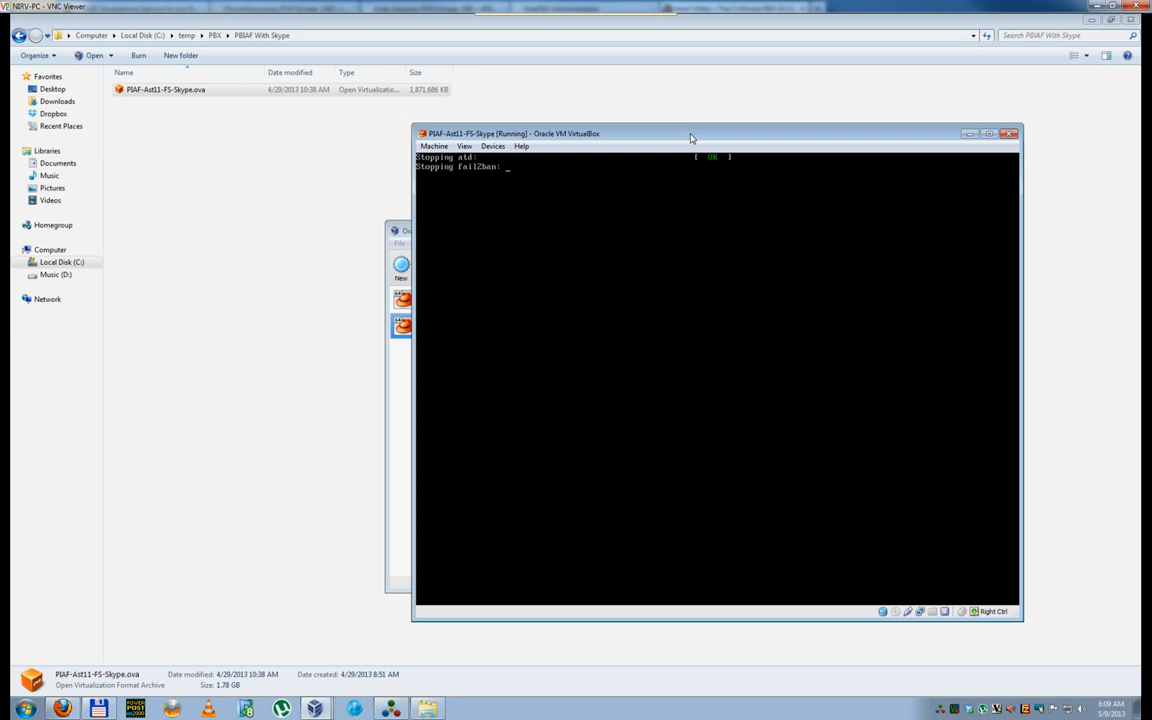 NIRV-PC - VNC Viewer
Computer ▸ Local Disk (C:) ▸ temp ▸ PBX ▸ PBIAF With Skype
Search PBIAF With Skype
Organize Open Burn New folder
Name Date modified Type Size
Favorites
Desktop
Downloads
Dropbox
Recent Places
Libraries
Documents
Music
Pictures
Videos
Homegroup
Computer
Local Disk (C:)
Music (D:)
Network
PIAF-Ast11-FS-Skype.ova 4/29/2013 10:38 AM Open Virtualizatio... 1,871,686 KB
File
New
PIAF-Ast11-FS-Skype [Running] - Oracle VM VirtualBox
Machine View Devices Help
Stopping atd: [ OK ]
Stopping fail2ban: _
Right Ctrl
PIAF-Ast11-FS-Skype.ova Date modified: 4/29/2013 10:38 AM Date created: 4/29/2013 8:51 AM
Open Virtualization Format Archive Size: 1.78 GB
6:09 AM
5/9/2013